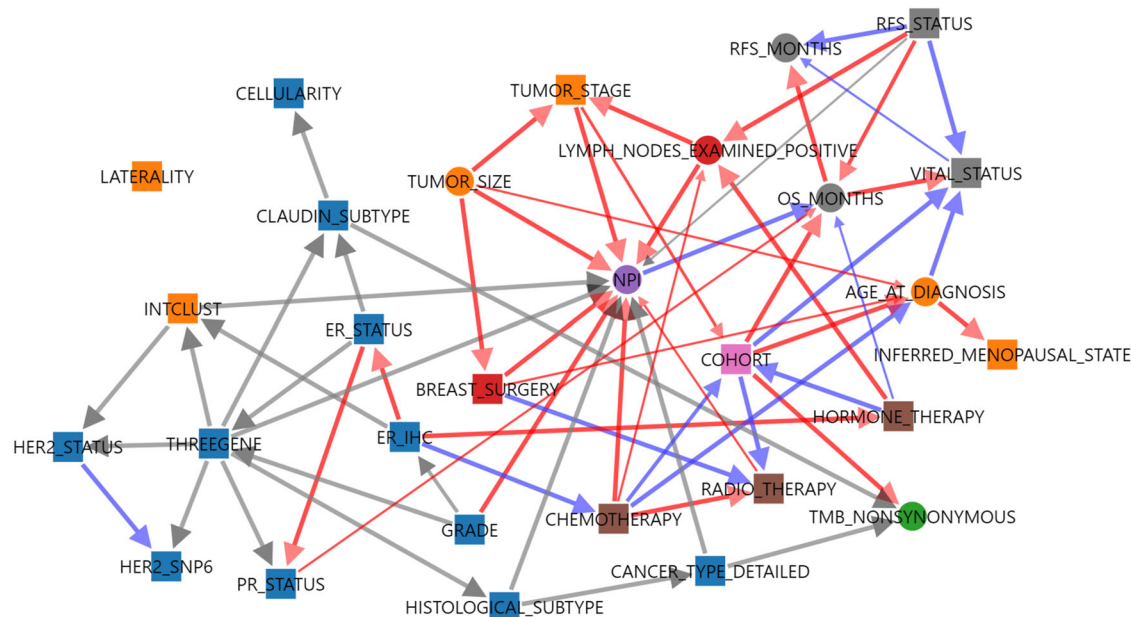 RFS_STATUS
RFS_MONTHS
CELLULARITY
TUMOR_STAGE
LYMPH_NODES_EXAMINED_POSITIVE
LATERALITY
TUMOR_SIZE
VITAL_STATUS
OS_MONTHS
CLAUDIN_SUBTYPE
NPI
AGE_AT_DIAGNOSIS
INTCLUST
ER_STATUS
COHORT
INFERRED_MENOPAUSAL_STATE
BREAST_SURGERY
HORMONE_THERAPY
HER2_STATUS
THREEGENE
ER_IHC
RADIO_THERAPY
CHEMOTHERAPY
TMB_NONSYNONYMOUS
GRADE
HER2_SNP6
CANCER_TYPE_DETAILED
PR_STATUS
HISTOLOGICAL_SUBTYPE